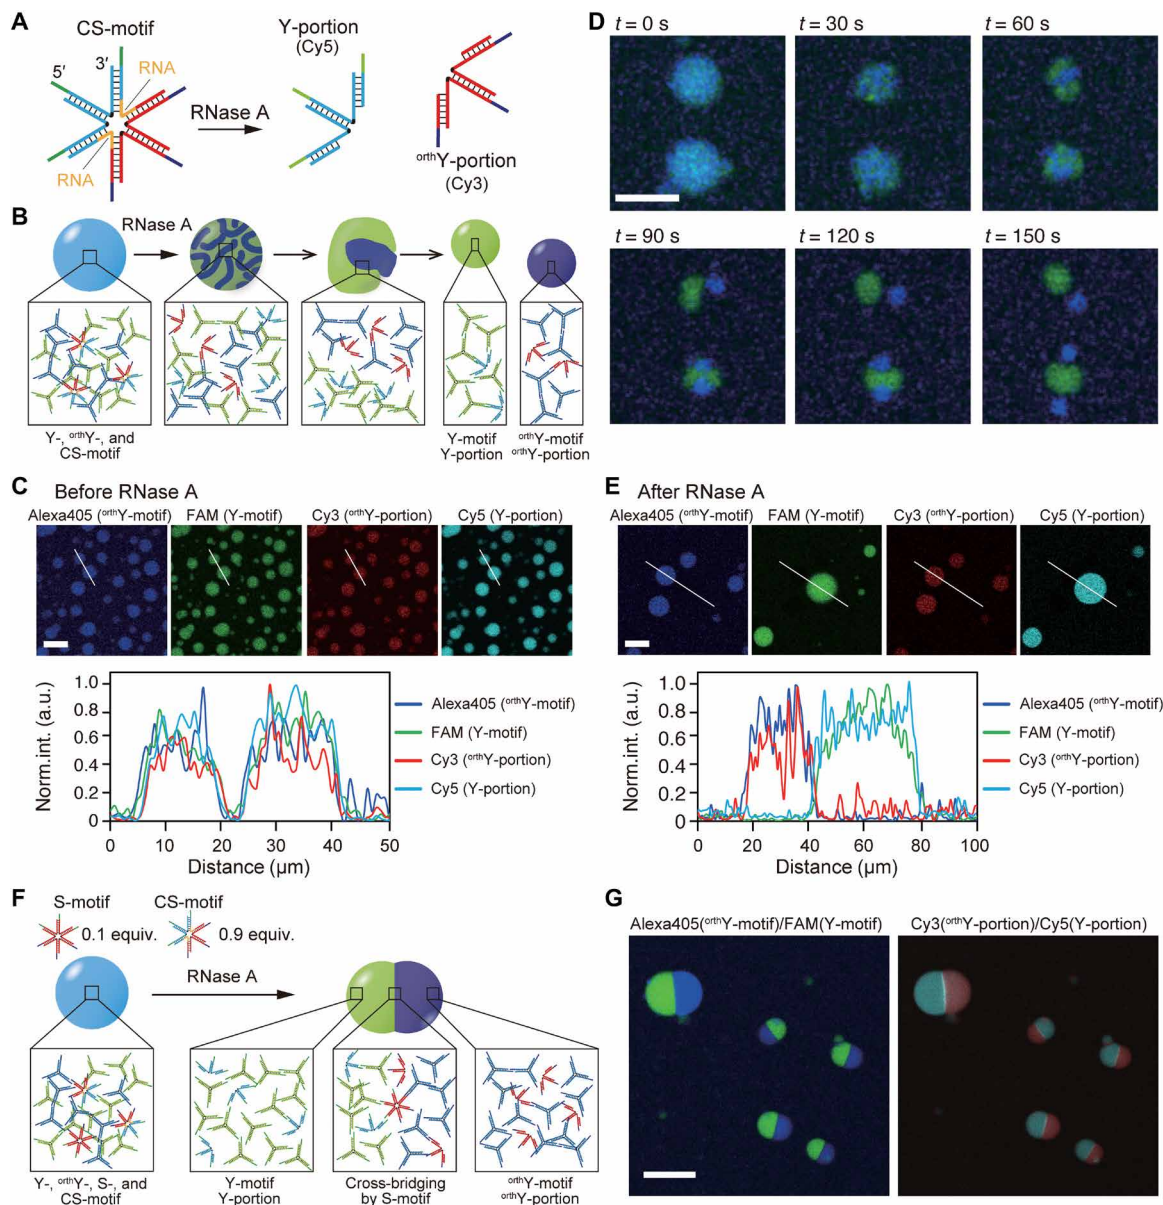 A
CS-motif
5′
3′
RNA
RNA
RNase A
Y-portion
(Cy5)
orthY-portion
(Cy3)
B
RNase A
Y-, orthY-, and
CS-motif
Y-motif
Y-portion
orthY-motif
orthY-portion
C
Before RNase A
Alexa405 (orthY-motif)
FAM (Y-motif)
Cy3 (orthY-portion)
Cy5 (Y-portion)
Norm.int. (a.u.)
1.0
0.8
0.6
0.4
0.2
0
0 10 20 30 40 50
Distance (µm)
Alexa405 (orthY-motif)
FAM (Y-motif)
Cy3 (orthY-portion)
Cy5 (Y-portion)
D
t = 0 s
t = 30 s
t = 60 s
t = 90 s
t = 120 s
t = 150 s
E
After RNase A
Alexa405 (orthY-motif)
FAM (Y-motif)
Cy3 (orthY-portion)
Cy5 (Y-portion)
Norm.int. (a.u.)
1.0
0.8
0.6
0.4
0.2
0
0 20 40 60 80 100
Distance (µm)
Alexa405 (orthY-motif)
FAM (Y-motif)
Cy3 (orthY-portion)
Cy5 (Y-portion)
F
S-motif
0.1 equiv.
CS-motif
0.9 equiv.
RNase A
Y-, orthY-, S-, and
CS-motif
Y-motif
Y-portion
Cross-bridging
by S-motif
orthY-motif
orthY-portion
G
Alexa405(orthY-motif)/FAM(Y-motif)
Cy3(orthY-portion)/Cy5(Y-portion)